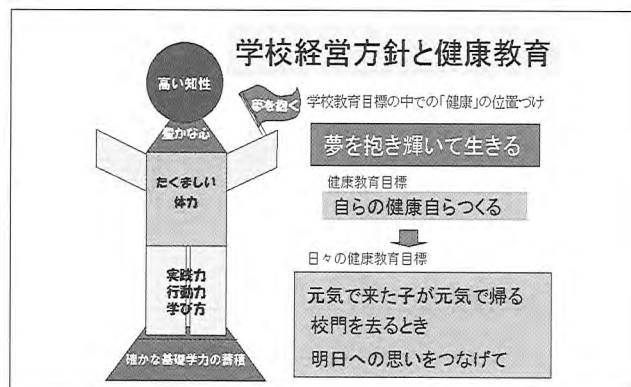 学校経営方針と健康教育
高い知性
夢を抱く
豊かな心
たくましい
体力
実践力
行動力
学び方
確かな基礎学力の蓄積
学校教育目標の中での「健康」の位置づけ
夢を抱き輝いて生きる
健康教育目標
自らの健康自らつくる
日々の健康教育目標
元気で来た子が元気で帰る
校門を去るとき
明日への思いをつなげて